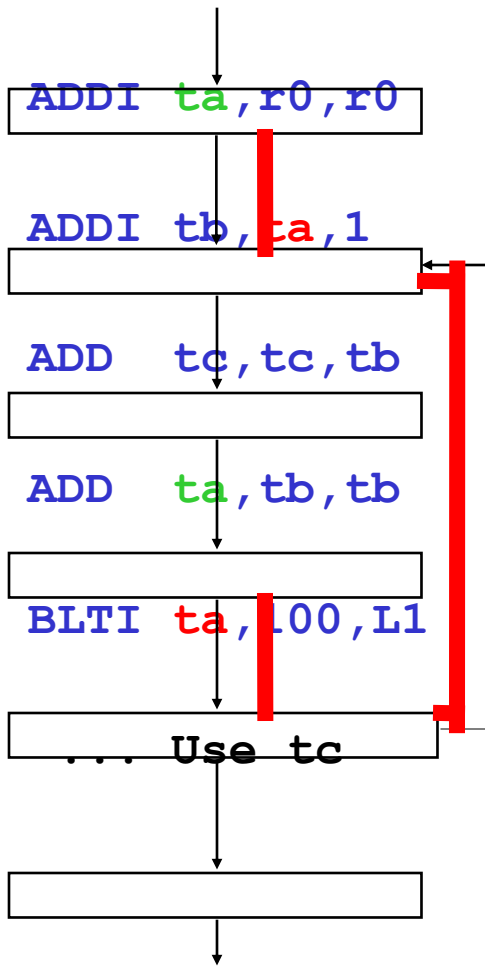 ADDI ta,r0,r0
ADDI tb,ta,1
ADD tc,tc,tb
ADD ta,tb,tb
BLTI ta,100,L1
... Use tc